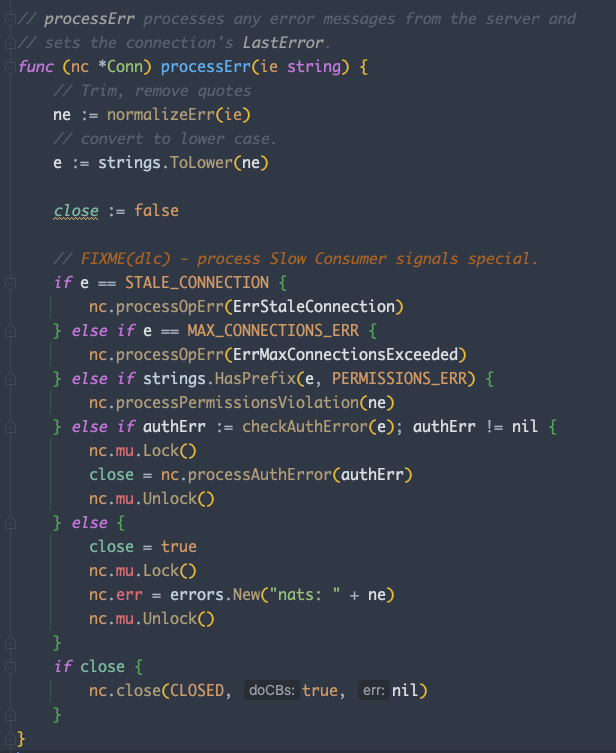 // processErr processes any error messages from the server and
// sets the connection's LastError.
func (nc *Conn) processErr(ie string) {
    // Trim, remove quotes
    ne := normalizeErr(ie)
    // convert to lower case.
    e := strings.ToLower(ne)

    close := false

    // FIXME(dlc) - process Slow Consumer signals special.
    if e == STALE_CONNECTION {
        nc.processOpErr(ErrStaleConnection)
    } else if e == MAX_CONNECTIONS_ERR {
        nc.processOpErr(ErrMaxConnectionsExceeded)
    } else if strings.HasPrefix(e, PERMISSIONS_ERR) {
        nc.processPermissionsViolation(ne)
    } else if authErr := checkAuthError(e); authErr != nil {
        nc.mu.Lock()
        close = nc.processAuthError(authErr)
        nc.mu.Unlock()
    } else {
        close = true
        nc.mu.Lock()
        nc.err = errors.New("nats: " + ne)
        nc.mu.Unlock()
    }
    if close {
        nc.close(CLOSED, doCBs: true, err: nil)
    }
}